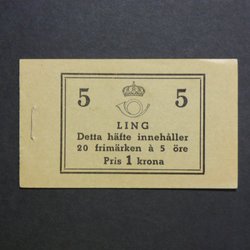 5 5
LING
Detta häfte innehåller
20 frimärken à 5 öre
Pris 1 krona